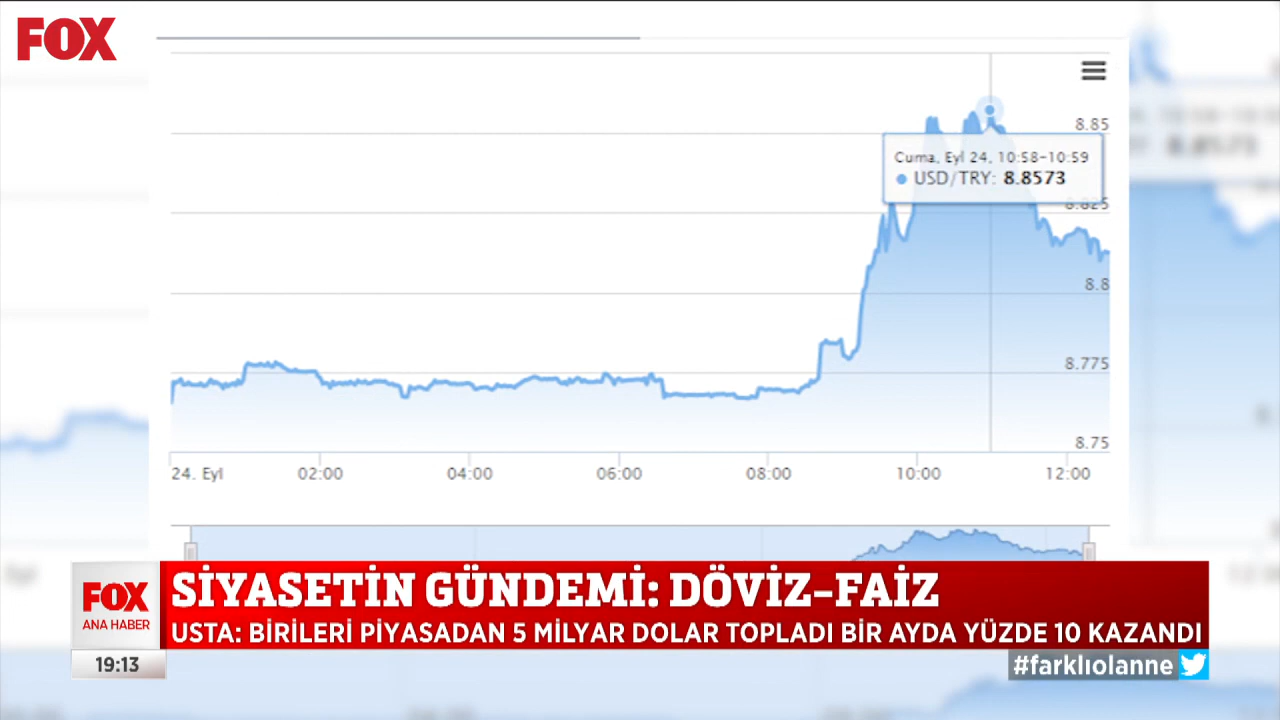 FOX
8.85
Cuma, Eyl 24, 10:58-10:59
USD/TRY: 8.8573
8.825
8.8
8.775
8.75
24. Eyl 02:00 04:00 06:00 08:00 10:00 12:00
FOX
ANA HABER
SİYASETİN GÜNDEMİ: DÖVİZ-FAİZ
USTA: BİRİLERİ PİYASADAN 5 MİLYAR DOLAR TOPLADI BİR AYDA YÜZDE 10 KAZANDI
19:13
#farklıolanne